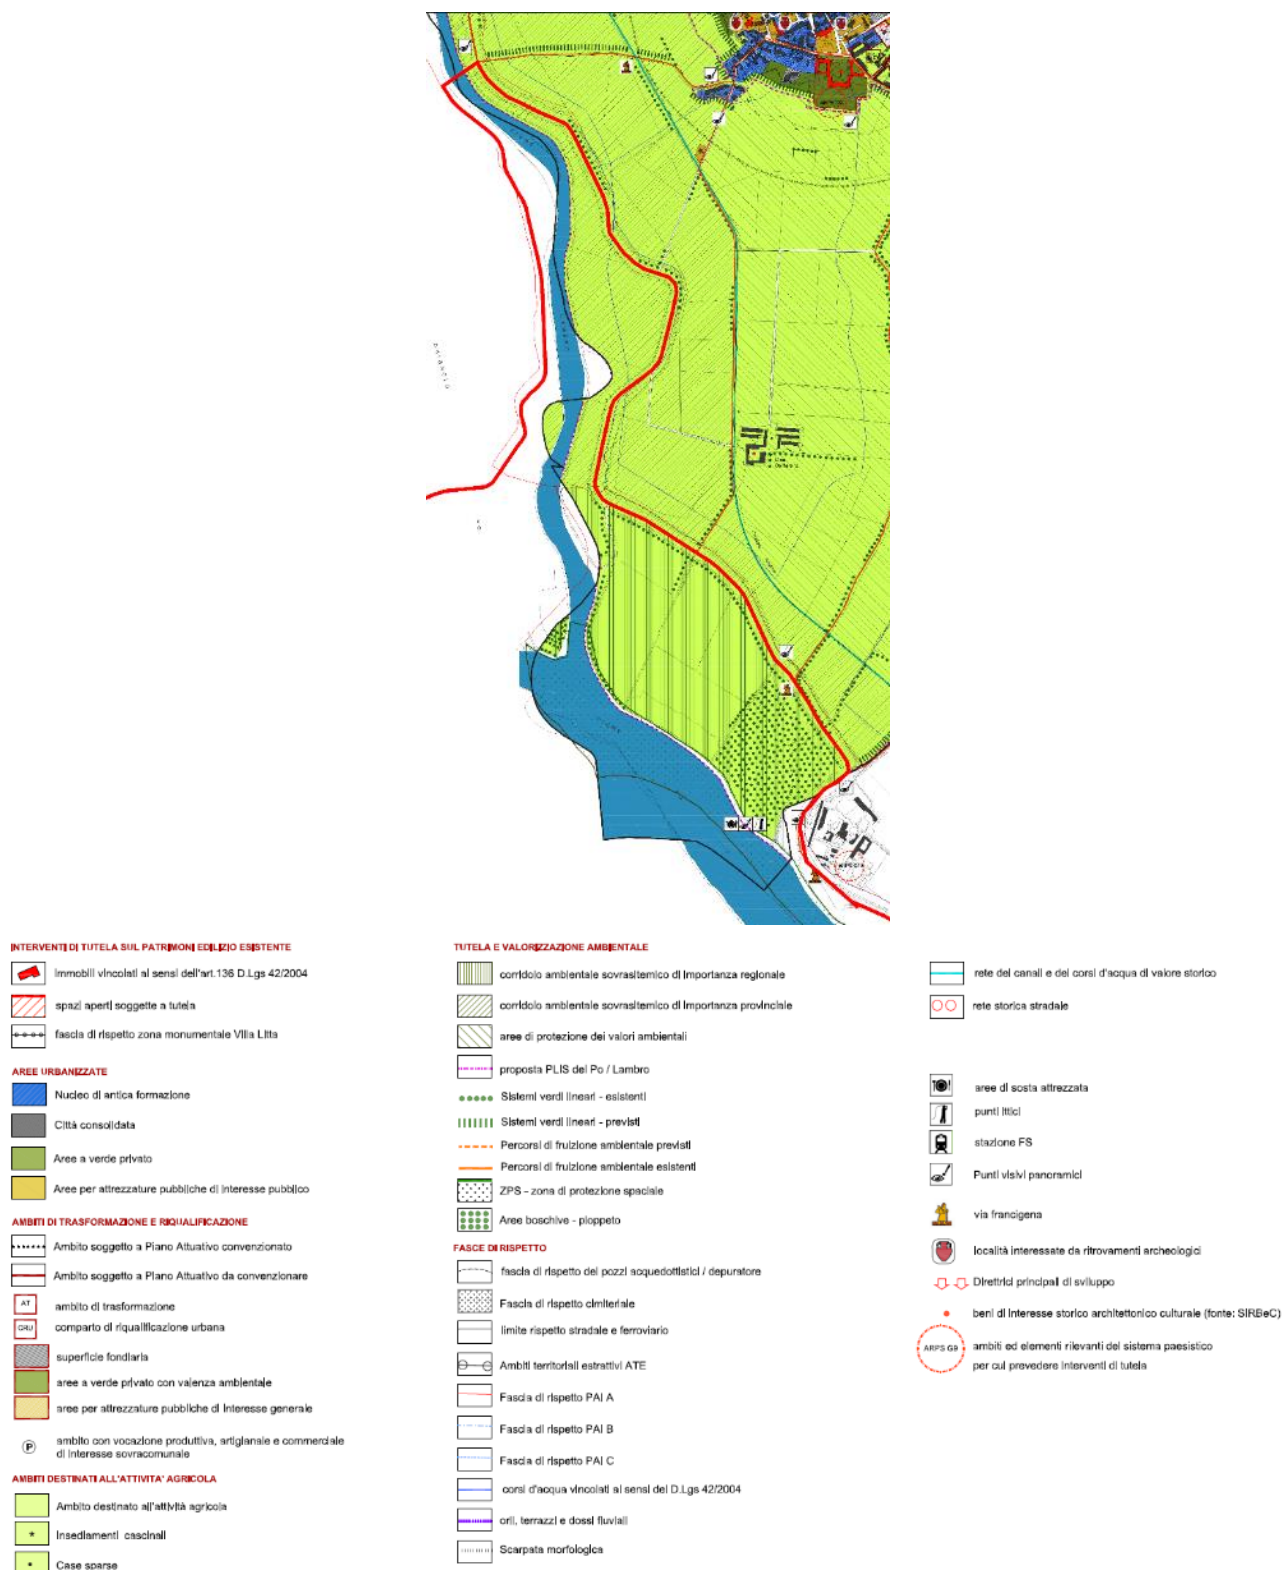 INTERVENTI DI TUTELA SUL PATRIMONI EDILIZIO ESISTENTE
Immobili vincolati ai sensi dell'art.136 D.Lgs 42/2004
spazi aperti soggette a tutela
fascia di rispetto zona monumentale Villa Litta
AREE URBANIZZATE
Nucleo di antica formazione
Città consolidata
Aree a verde privato
Aree per attrezzature pubbliche di interesse pubblico
AMBITI DI TRASFORMAZIONE E RIQUALIFICAZIONE
Ambito soggetto a Piano Attuativo convenzionato
Ambito soggetto a Piano Attuativo da convenzionare
AT ambito di trasformazione
CRU comparto di riqualificazione urbana
superficie fondiaria
aree a verde privato con valenza ambientale
aree per attrezzature pubbliche di interesse generale
P ambito con vocazione produttiva, artigianale e commerciale
di interesse sovracomunale
AMBITI DESTINATI ALL'ATTIVITA' AGRICOLA
Ambito destinato all'attività agricola
* Insediamenti cascinali
Case sparse
TUTELA E VALORIZZAZIONE AMBIENTALE
corridoio ambientale sovrasitemico di importanza regionale
corridoio ambientale sovrasitemico di importanza provinciale
aree di protezione dei valori ambientali
proposta PLIS del Po / Lambro
Sistemi verdi lineari - esistenti
Sistemi verdi lineari - previsti
Percorsi di fruizione ambientale previsti
Percorsi di fruizione ambientale esistenti
ZPS - zona di protezione spaciale
Aree boschive - pioppeto
FASCE DI RISPETTO
fascia di rispetto dei pozzi acquedottistici / depuratore
Fascia di rispetto cimiteriale
limite rispetto stradale e ferroviario
Ambiti territoriali estrattivi ATE
Fascia di rispetto PAI A
Fascia di rispetto PAI B
Fascia di rispetto PAI C
corsi d'acqua vincolati ai sensi del D.Lgs 42/2004
orli, terrazzi e dossi fluviali
Scarpata morfologica
rete dei canali e dei corsi d'acqua di valore storico
rete storica stradale
aree di sosta attrezzata
punti ittici
stazione FS
Punti visivi panoramici
via francigena
località interessate da ritrovamenti archeologici
Direttrici principali di sviluppo
beni di interesse storico architettonico culturale (fonte: SIRBeC)
ARPS G9 ambiti ed elementi rilevanti del sistema paesistico
per cui prevedere interventi di tutela